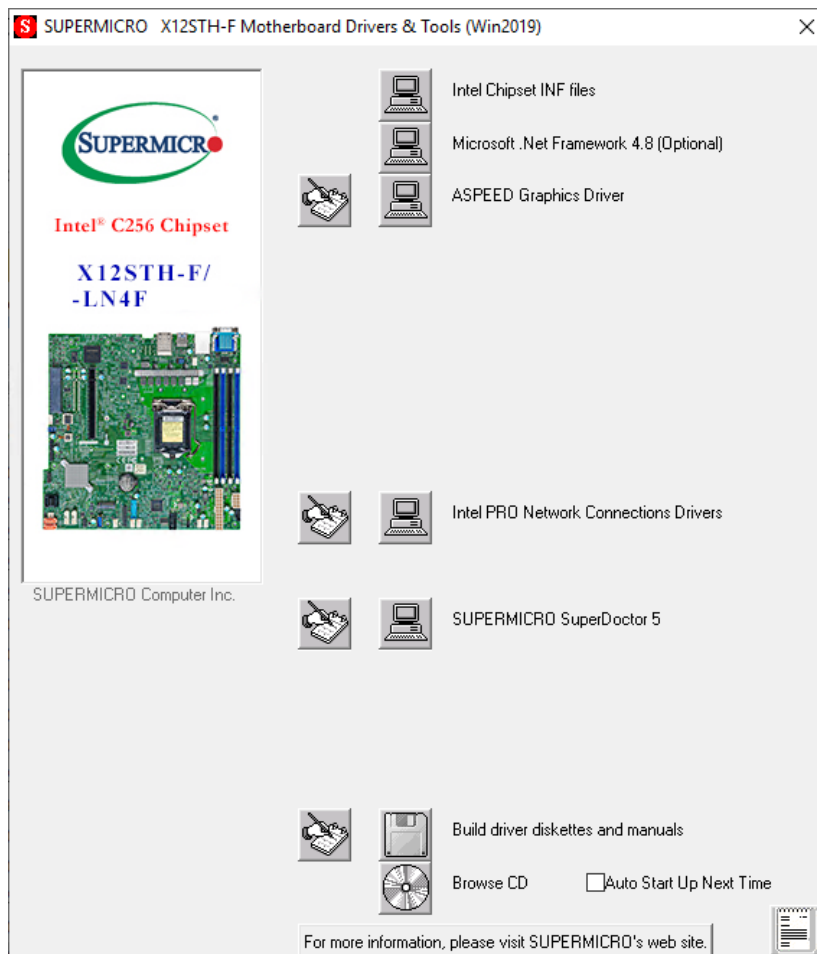 S SUPERMICRO X12STH-F Motherboard Drivers & Tools (Win2019)
SUPERMICR
Intel® C256 Chipset
X12STH-F/
-LN4F
SUPERMICRO Computer Inc.
Intel Chipset INF files
Microsoft .Net Framework 4.8 (Optional)
ASPEED Graphics Driver
Intel PRO Network Connections Drivers
SUPERMICRO SuperDoctor 5
Build driver diskettes and manuals
Browse CD
Auto Start Up Next Time
For more information, please visit SUPERMICRO's web site.